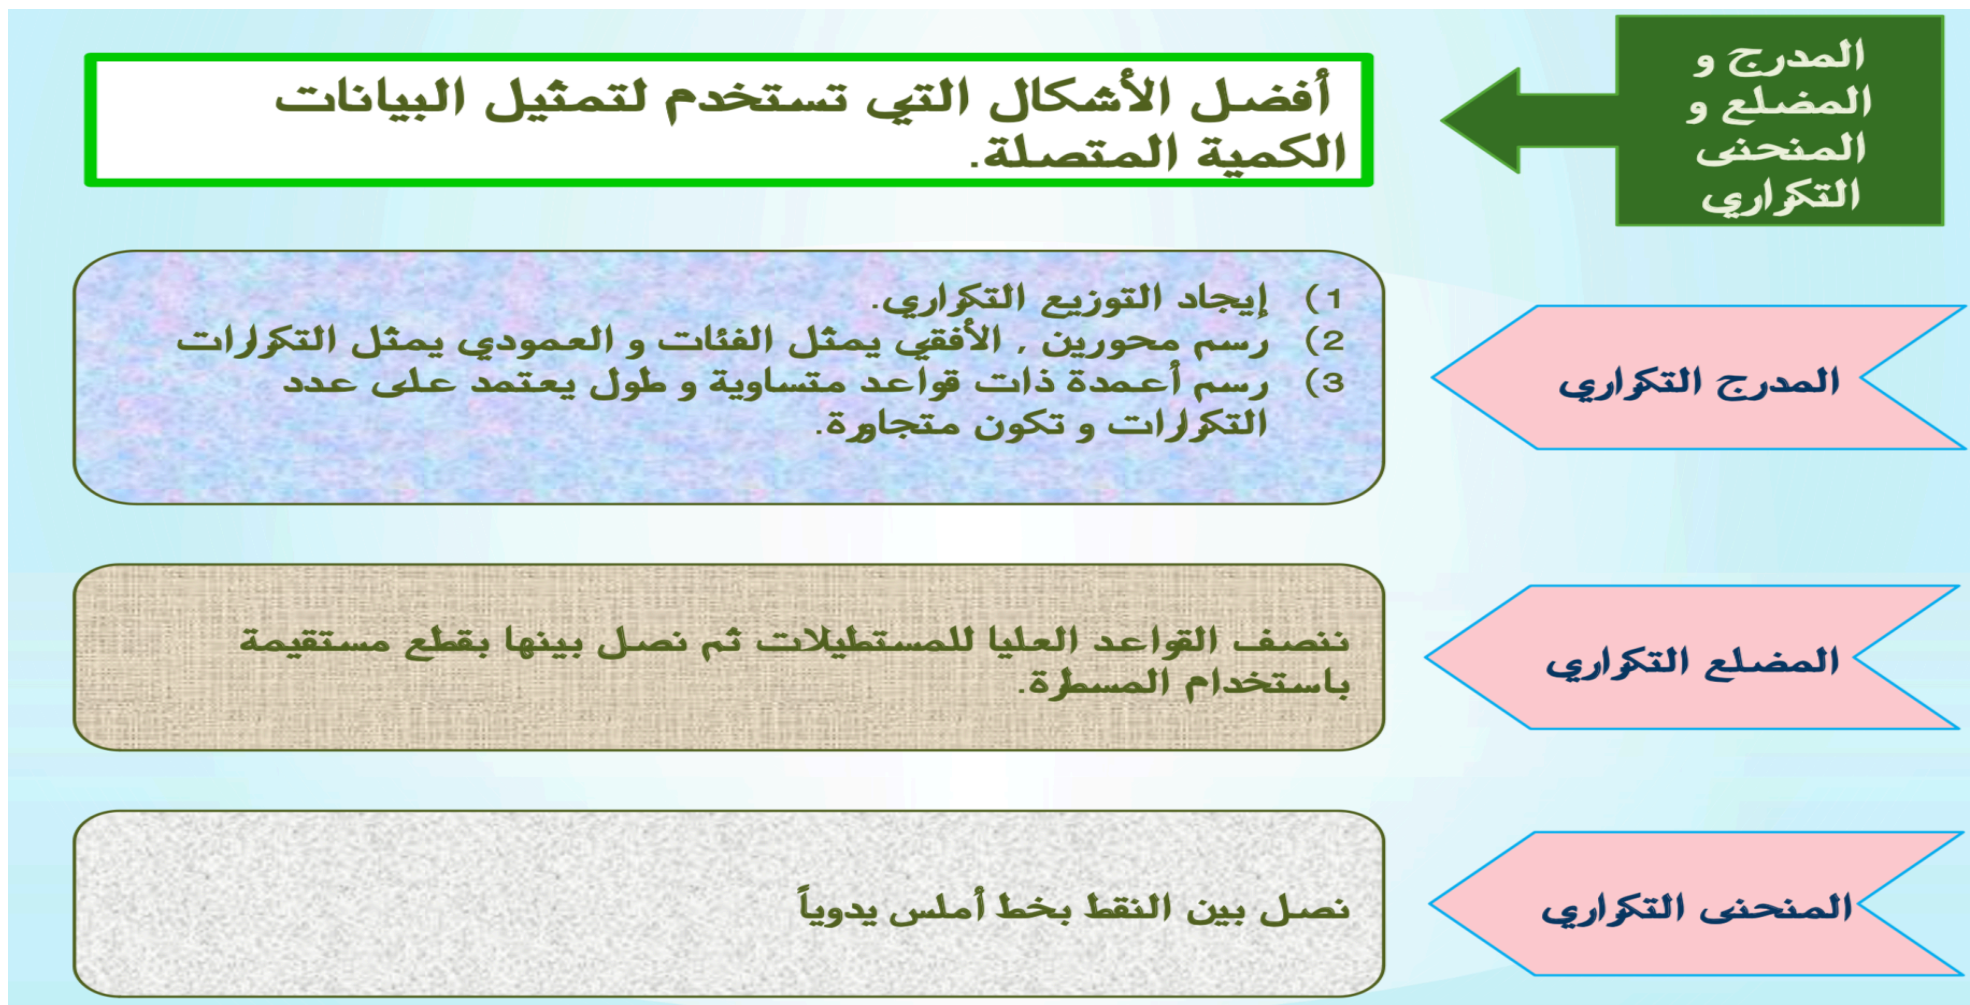 المدرج و
المضلع و
المنحنى
التكراري
أفضل الأشكال التي تستخدم لتمثيل البيانات
الكمية المتصلة.
المدرج التكراري
1) إيجاد التوزيع التكراري.
2) رسم محورين , الأفقي يمثل الفئات و العمودي يمثل التكرارات
3) رسم أعمدة ذات قواعد متساوية و طول يعتمد على عدد
التكرارات و تكون متجاورة.
المضلع التكراري
ننصف القواعد العليا للمستطيلات ثم نصل بينها بقطع مستقيمة
باستخدام المسطرة.
المنحنى التكراري
نصل بين النقط بخط أملس يدوياً